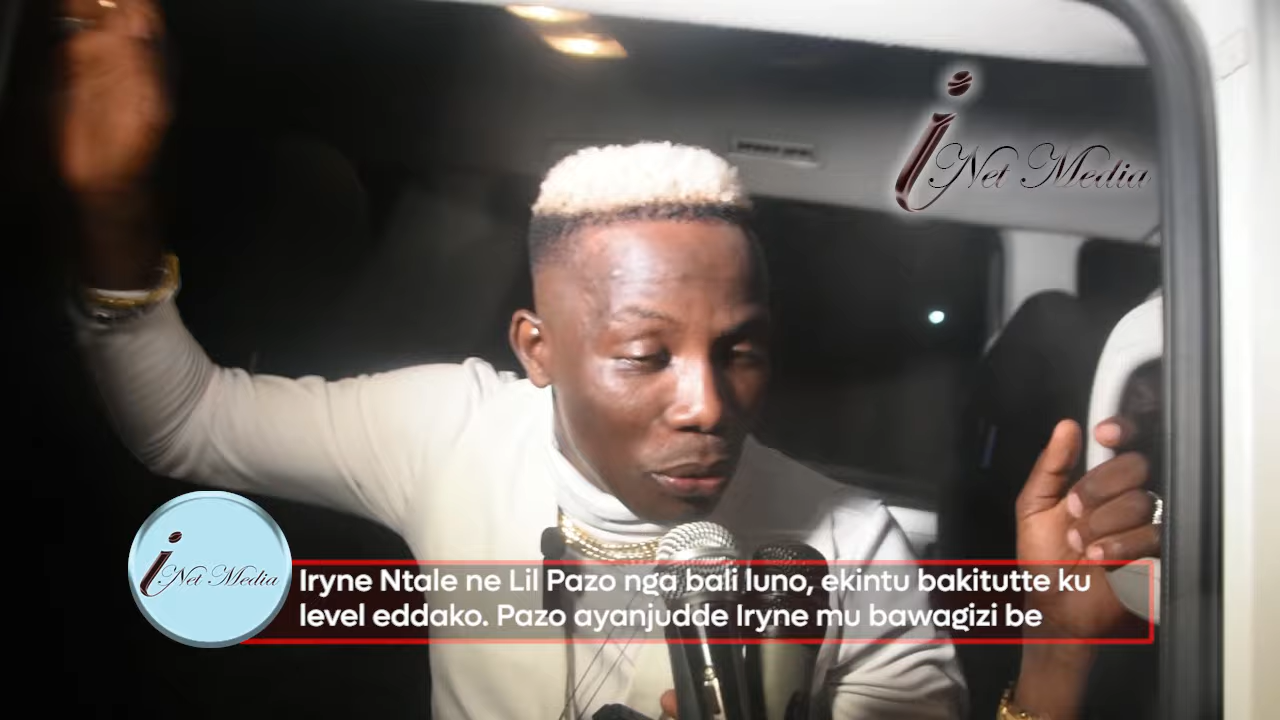 iNet Media
iNet Media
Iryne Ntale ne Lil Pazo nga bali luno, ekintu bakitutte ku
level eddako. Pazo ayanjudde Iryne mu bawagizi be